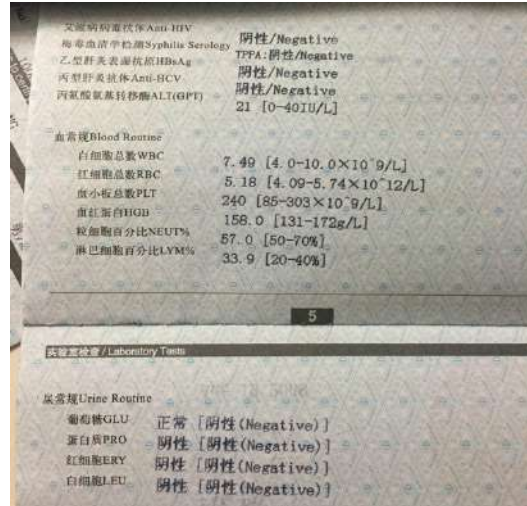 艾滋病病毒抗体Anti-HIV 阴性/Negative
梅毒血清学检测Syphilis Serology TPPA:阴性/Negative
乙型肝炎表面抗原HBsAg 阴性/Negative
丙型肝炎抗体Anti-HCV 阴性/Negative
丙氨酸氨基转移酶ALT(GPT) 21 [0-40IU/L]
血常规Blood Routine
白细胞总数WBC 7.49 [4.0-10.0×10^9/L]
红细胞总数RBC 5.18 [4.09-5.74×10^12/L]
血小板总数PLT 240 [85-303×10^9/L]
血红蛋白HGB 158.0 [131-172g/L]
粒细胞百分比NEUT% 57.0 [50-70%]
淋巴细胞百分比LYM% 33.9 [20-40%]
5
实验室检查 / Laboratory Tests
尿常规Urine Routine
葡萄糖GLU 正常 [阴性(Negative)]
蛋白质PRO 阴性 [阴性(Negative)]
红细胞ERY 阴性 [阴性(Negative)]
白细胞LEU 阴性 [阴性(Negative)]